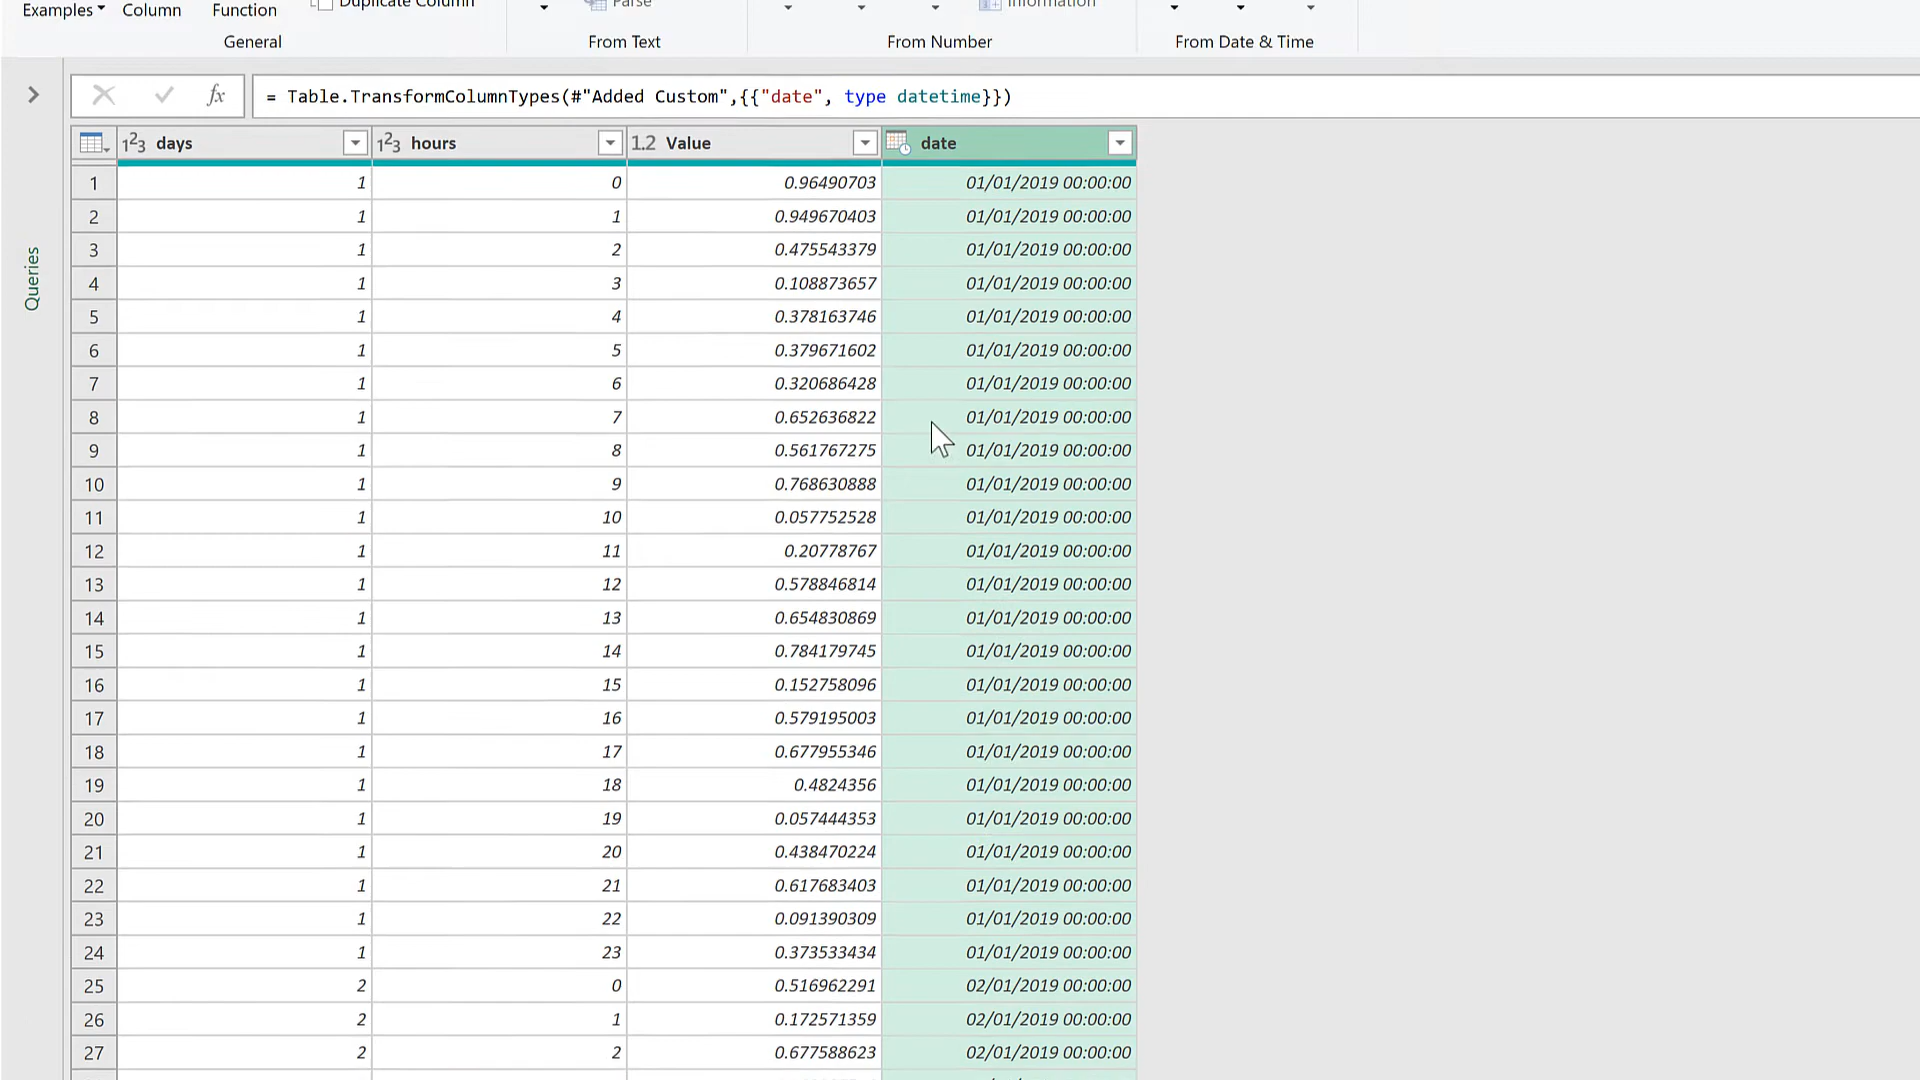 Examples Column Function Duplicate Column Parse Information
General From Text From Number From Date & Time
fx = Table.TransformColumnTypes(#"Added Custom",{{"date", type datetime}})
Queries
123 days 123 hours 1.2 Value date
1 1 0 0.96490703 01/01/2019 00:00:00
2 1 1 0.949670403 01/01/2019 00:00:00
3 1 2 0.475543379 01/01/2019 00:00:00
4 1 3 0.108873657 01/01/2019 00:00:00
5 1 4 0.378163746 01/01/2019 00:00:00
6 1 5 0.379671602 01/01/2019 00:00:00
7 1 6 0.320686428 01/01/2019 00:00:00
8 1 7 0.652636822 01/01/2019 00:00:00
9 1 8 0.561767275 01/01/2019 00:00:00
10 1 9 0.768630888 01/01/2019 00:00:00
11 1 10 0.057752528 01/01/2019 00:00:00
12 1 11 0.20778767 01/01/2019 00:00:00
13 1 12 0.578846814 01/01/2019 00:00:00
14 1 13 0.654830869 01/01/2019 00:00:00
15 1 14 0.784179745 01/01/2019 00:00:00
16 1 15 0.152758096 01/01/2019 00:00:00
17 1 16 0.579195003 01/01/2019 00:00:00
18 1 17 0.677955346 01/01/2019 00:00:00
19 1 18 0.4824356 01/01/2019 00:00:00
20 1 19 0.057444353 01/01/2019 00:00:00
21 1 20 0.438470224 01/01/2019 00:00:00
22 1 21 0.617683403 01/01/2019 00:00:00
23 1 22 0.091390309 01/01/2019 00:00:00
24 1 23 0.373533434 01/01/2019 00:00:00
25 2 0 0.516962291 02/01/2019 00:00:00
26 2 1 0.172571359 02/01/2019 00:00:00
27 2 2 0.677588623 02/01/2019 00:00:00